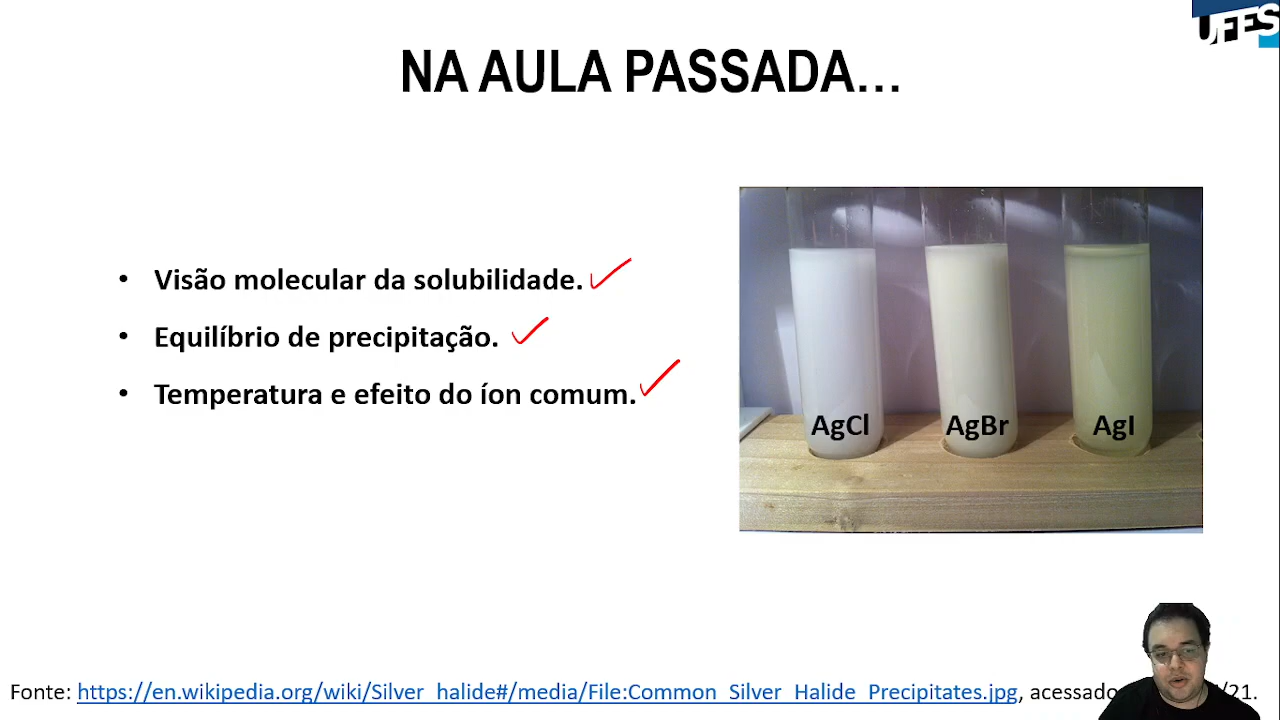 UFES
NA AULA PASSADA...
• Visão molecular da solubilidade.
• Equilíbrio de precipitação.
• Temperatura e efeito do íon comum.
AgCl AgBr AgI
Fonte: https://en.wikipedia.org/wiki/Silver_halide#/media/File:Common_Silver_Halide_Precipitates.jpg, acessado /21.